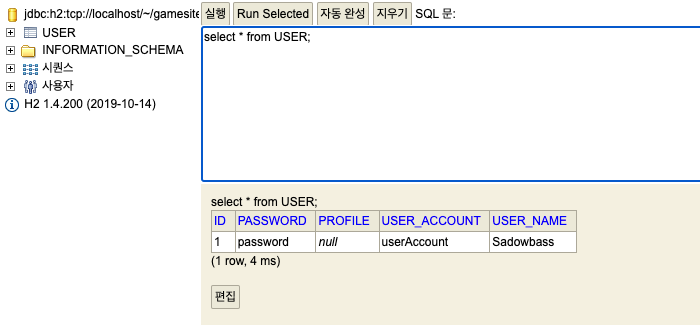 jdbc:h2:tcp://localhost/~/gamesite
USER
INFORMATION_SCHEMA
시퀀스
사용자
H2 1.4.200 (2019-10-14)
실행 Run Selected 자동 완성 지우기 SQL 문:
select * from USER;
select * from USER;
ID PASSWORD PROFILE USER_ACCOUNT USER_NAME
1 password null userAccount Sadowbass
(1 row, 4 ms)
편집